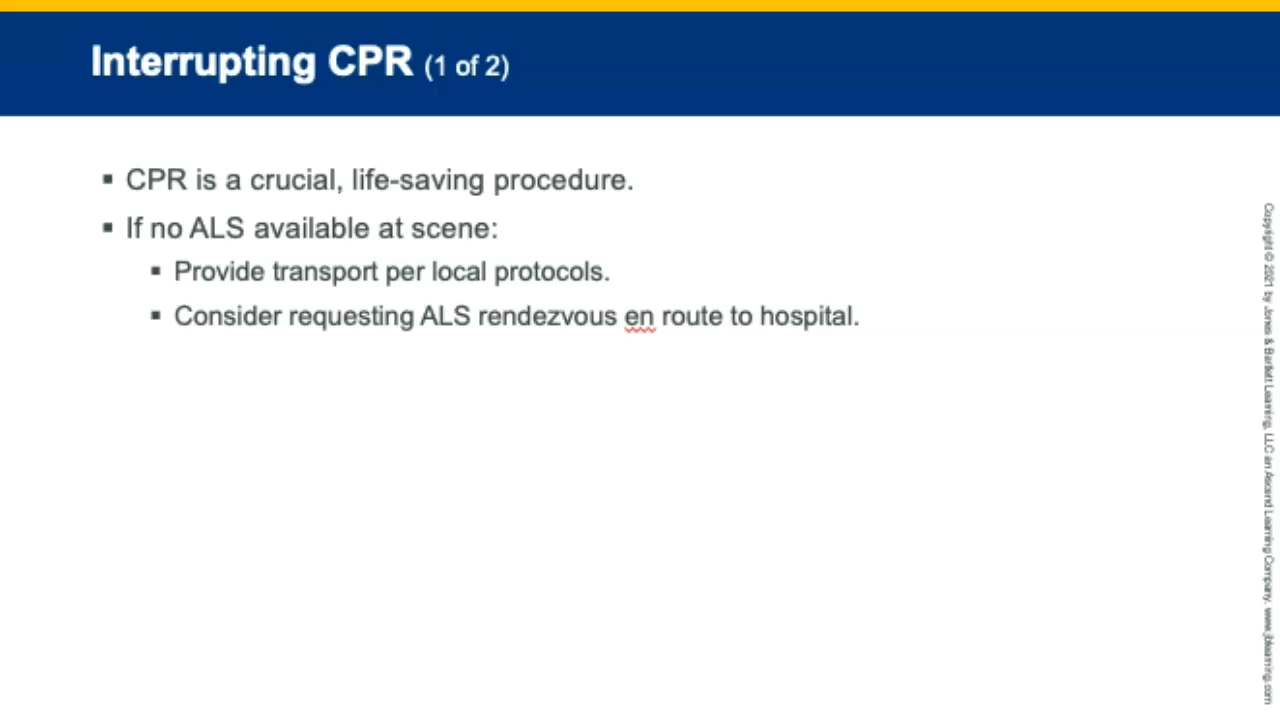 Interrupting CPR (1 of 2)
▪ CPR is a crucial, life-saving procedure.
▪ If no ALS available at scene:
▪ Provide transport per local protocols.
▪ Consider requesting ALS rendezvous en route to hospital.
Copyright © 2021 by Jones & Bartlett Learning, LLC an Ascend Learning Company. www.jblearning.com